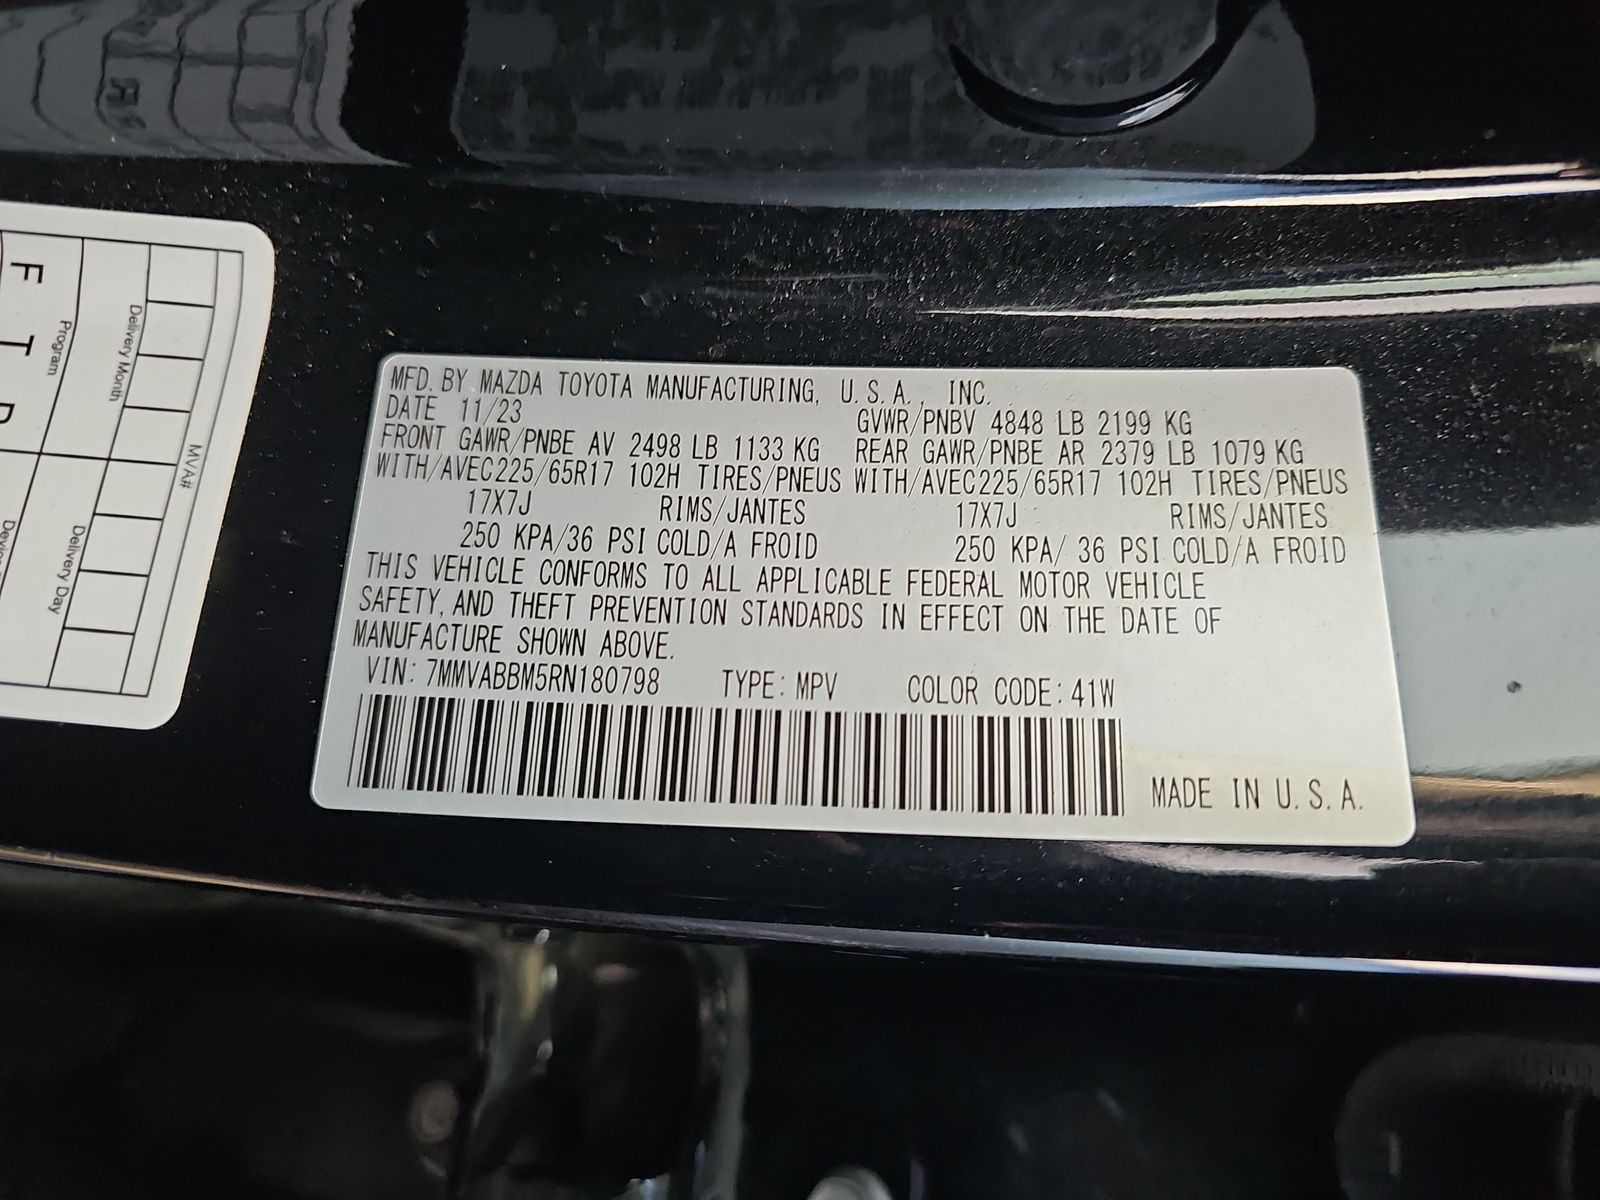 MFD. BY MAZDA TOYOTA MANUFACTURING, U.S.A., INC.
DATE 11/23 GVWR/PNBV 4848 LB 2199 KG
FRONT GAWR/PNBE AV 2498 LB 1133 KG REAR GAWR/PNBE AR 2379 LB 1079 KG
WITH/AVEC225/65R17 102H TIRES/PNEUS WITH/AVEC225/65R17 102H TIRES/PNEUS
17X7J RIMS/JANTES 17X7J RIMS/JANTES
250 KPA/36 PSI COLD/A FROID 250 KPA/ 36 PSI COLD/A FROID
THIS VEHICLE CONFORMS TO ALL APPLICABLE FEDERAL MOTOR VEHICLE
SAFETY, AND THEFT PREVENTION STANDARDS IN EFFECT ON THE DATE OF
MANUFACTURE SHOWN ABOVE.
VIN: 7MMVABBM5RN180798 TYPE: MPV COLOR CODE: 41W
MADE IN U.S.A.
MVA#
Delivery Month
Delivery Day
Program
F T P